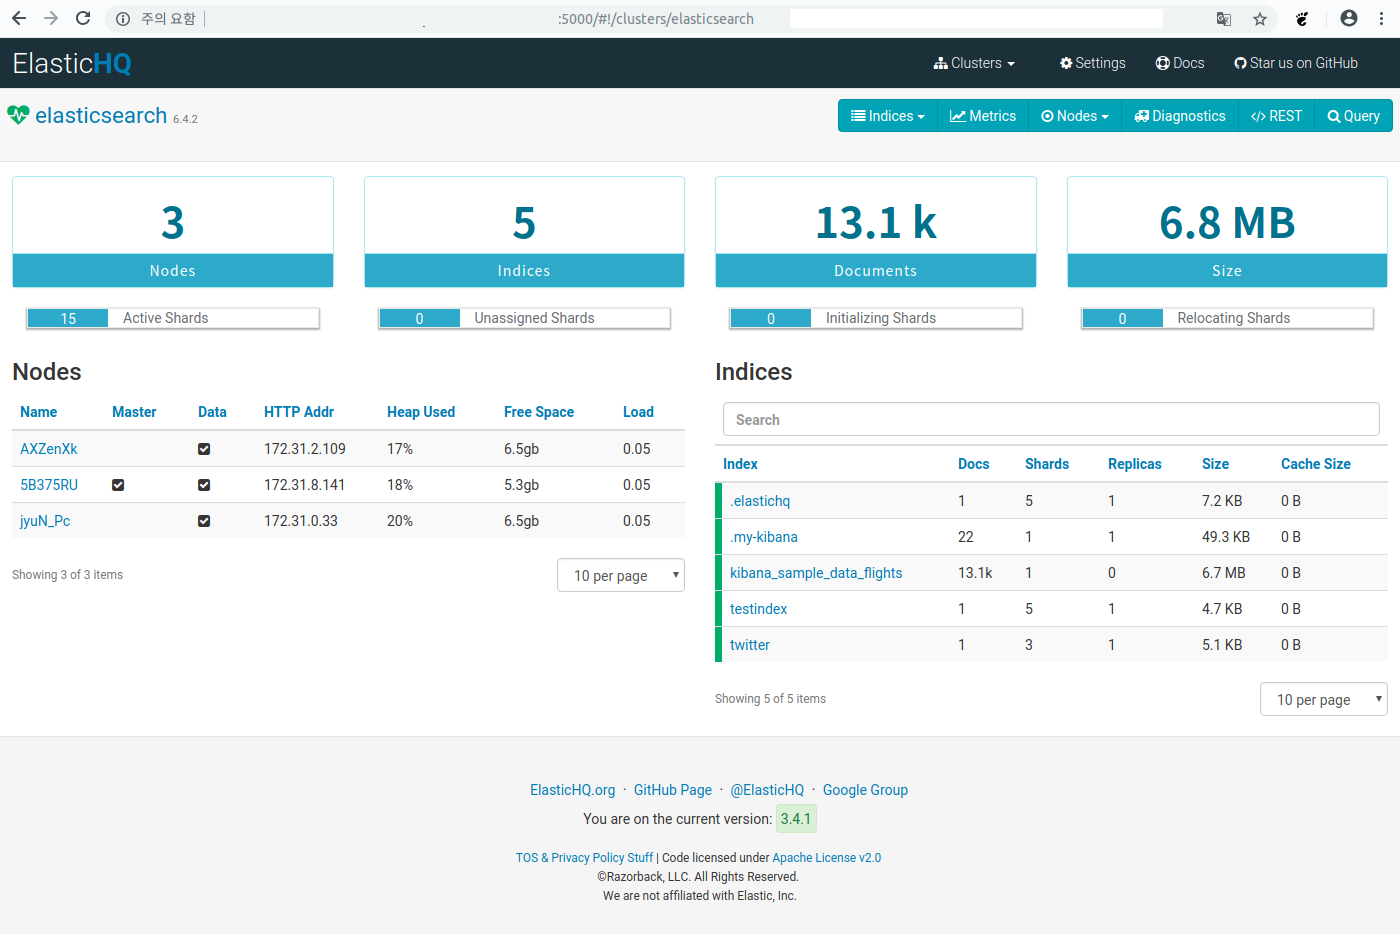 주의 요함 :5000/#!/clusters/elasticsearch
ElasticHQ Clusters Settings Docs Star us on GitHub
elasticsearch 6.4.2 Indices Metrics Nodes Diagnostics </> REST Query
3 5 13.1 k 6.8 MB
Nodes Indices Documents Size
15 Active Shards 0 Unassigned Shards 0 Initializing Shards 0 Relocating Shards
Nodes
Name Master Data HTTP Addr Heap Used Free Space Load
AXZenXk 172.31.2.109 17% 6.5gb 0.05
5B375RU 172.31.8.141 18% 5.3gb 0.05
jyuN_Pc 172.31.0.33 20% 6.5gb 0.05
Showing 3 of 3 items 10 per page
Indices
Search
Index Docs Shards Replicas Size Cache Size
.elastichq 1 5 1 7.2 KB 0 B
.my-kibana 22 1 1 49.3 KB 0 B
kibana_sample_data_flights 13.1k 1 0 6.7 MB 0 B
testindex 1 5 1 4.7 KB 0 B
twitter 1 3 1 5.1 KB 0 B
Showing 5 of 5 items 10 per page
ElasticHQ.org · GitHub Page · @ElasticHQ · Google Group
You are on the current version: 3.4.1
TOS & Privacy Policy Stuff | Code licensed under Apache License v2.0
©Razorback, LLC. All Rights Reserved.
We are not affiliated with Elastic, Inc.